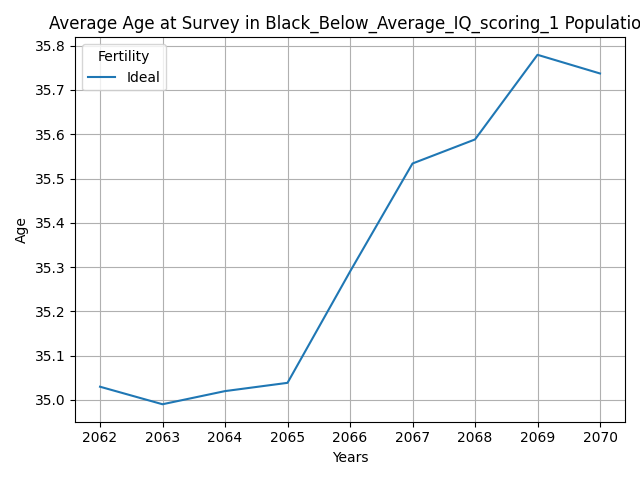 Average Age at Survey in Black_Below_Average_IQ_scoring_1 Populatio
Fertility
Ideal
35.8
35.7
35.6
35.5
35.4
35.3
35.2
35.1
35.0
Age
2062 2063 2064 2065 2066 2067 2068 2069 2070
Years